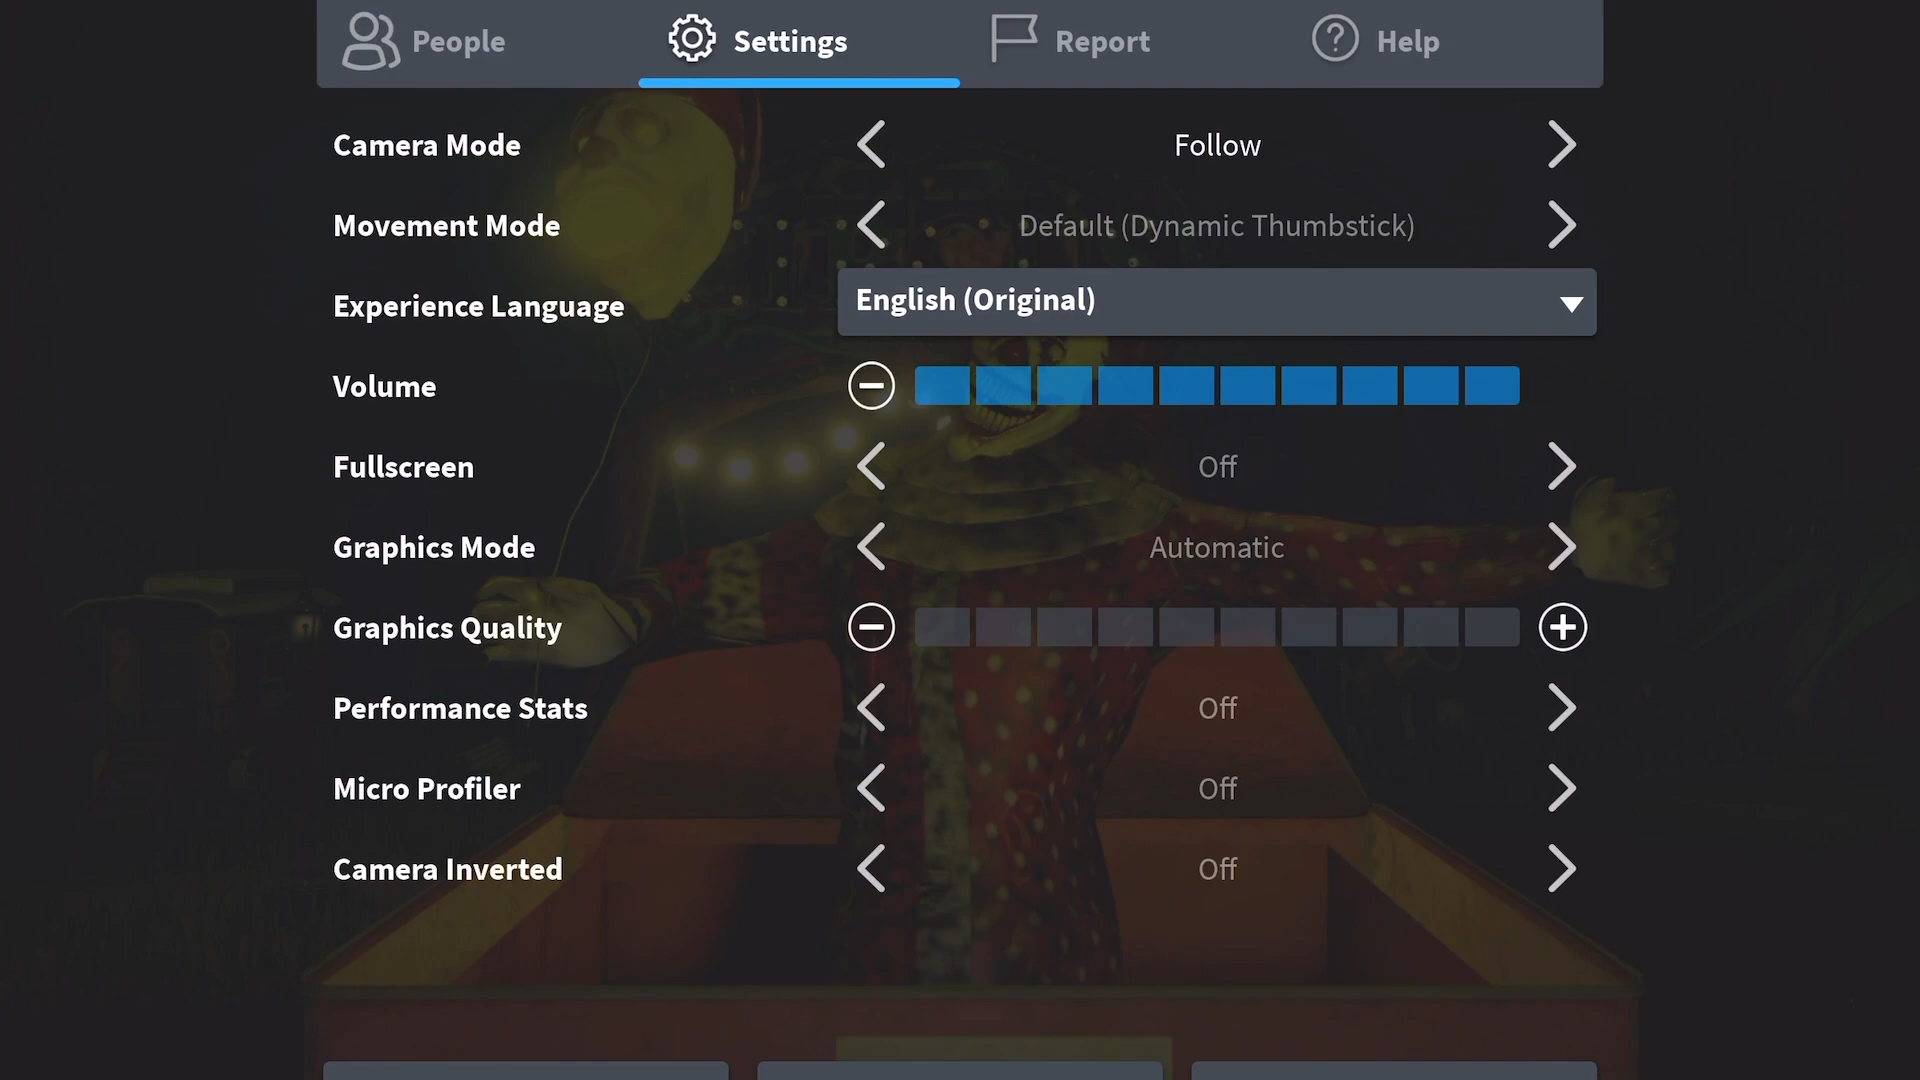 People
Settings
Report
Help
Camera Mode
Follow
Movement Mode
Default (Dynamic Thumbstick)
Experience Language
English (Original)
Volume
Fullscreen
Off
Graphics Mode
Automatic
Graphics Quality
Performance Stats
Off
Micro Profiler
Off
Camera Inverted
Off